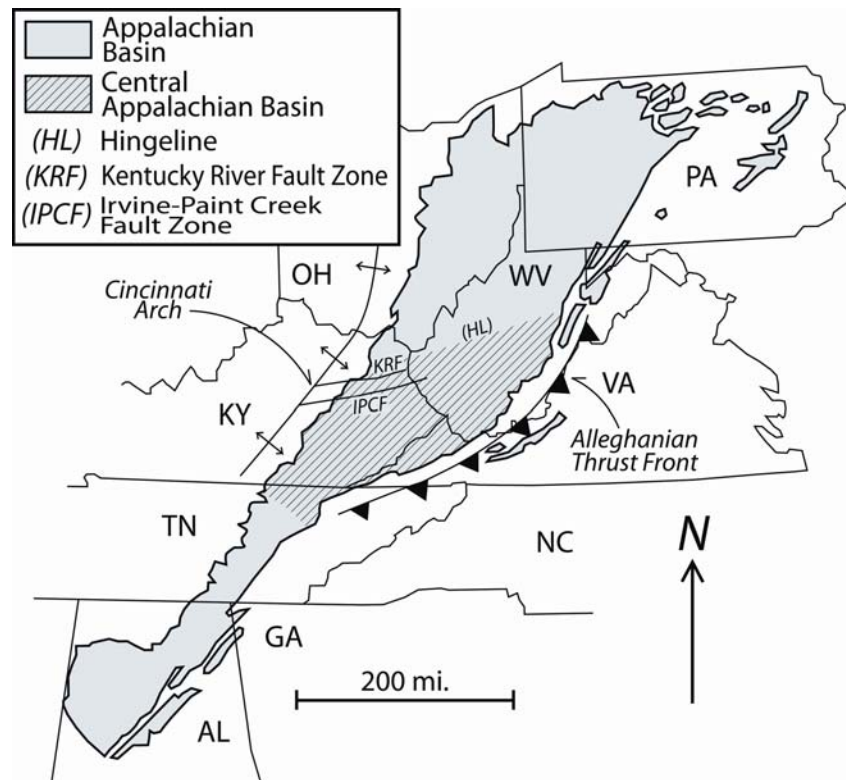 Appalachian
Basin
Central
Appalachian Basin
(HL) Hingeline
(KRF) Kentucky River Fault Zone
(IPCF) Irvine-Paint Creek
Fault Zone
PA
OH
WV
Cincinnati
Arch
(HL)
KRF
VA
KY
IPCF
Alleghanian
Thrust Front
TN
NC
N
GA
200 mi.
AL